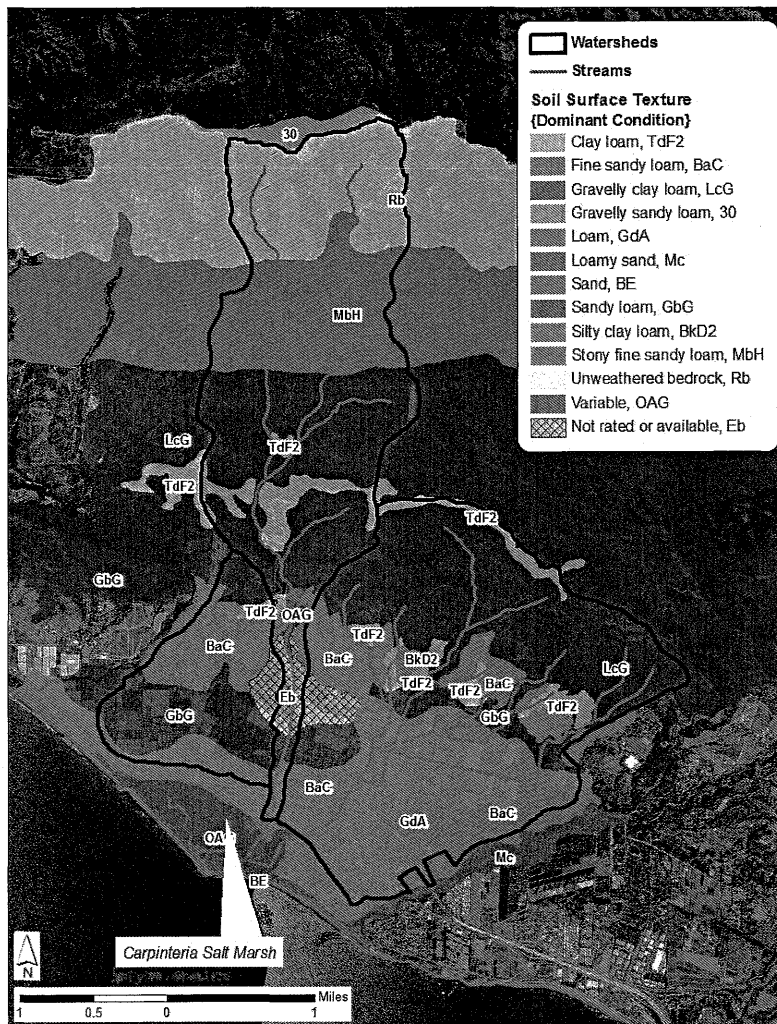 Watersheds
Streams
Soil Surface Texture
{Dominant Condition}
Clay loam, TdF2
Fine sandy loam, BaC
Gravelly clay loam, LcG
Gravelly sandy loam, 30
Loam, GdA
Loamy sand, Mc
Sand, BE
Sandy loam, GbG
Silty clay loam, BkD2
Stony fine sandy loam, MbH
Unweathered bedrock, Rb
Variable, OAG
Not rated or available, Eb
30
Rb
MbH
LcG
TdF2
TdF2
TdF2
GbG
TdF2
OAG
TdF2
BaC
BaC
BkD2
LcG
TdF2
BaC
TdF2
TdF2
Eb
GbG
GbG
BaC
GdA
BaC
OA
Mc
BE
Carpinteria Salt Marsh
N
Miles
1 0.5 0 1